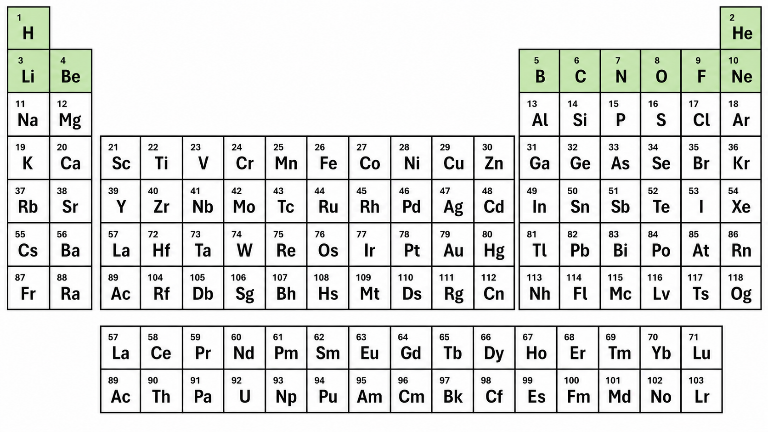 1 2
H He
3 4 5 6 7 8 9 10
Li Be B C N O F Ne
11 12 13 14 15 16 17 18
Na Mg Al Si P S Cl Ar
19 20 21 22 23 24 25 26 27 28 29 30 31 32 33 34 35 36
K Ca Sc Ti V Cr Mn Fe Co Ni Cu Zn Ga Ge As Se Br Kr
37 38 39 40 41 42 43 44 45 46 47 48 49 50 51 52 53 54
Rb Sr Y Zr Nb Mo Tc Ru Rh Pd Ag Cd In Sn Sb Te I Xe
55 56 57 72 73 74 75 76 77 78 79 80 81 82 83 84 85 86
Cs Ba La Hf Ta W Re Os Ir Pt Au Hg Tl Pb Bi Po At Rn
87 88 89 104 105 106 107 108 109 110 111 112 113 114 115 116 117 118
Fr Ra Ac Rf Db Sg Bh Hs Mt Ds Rg Cn Nh Fl Mc Lv Ts Og
57 58 59 60 61 62 63 64 65 66 67 68 69 70 71
La Ce Pr Nd Pm Sm Eu Gd Tb Dy Ho Er Tm Yb Lu
89 90 91 92 93 94 95 96 97 98 99 100 101 102 103
Ac Th Pa U Np Pu Am Cm Bk Cf Es Fm Md No Lr